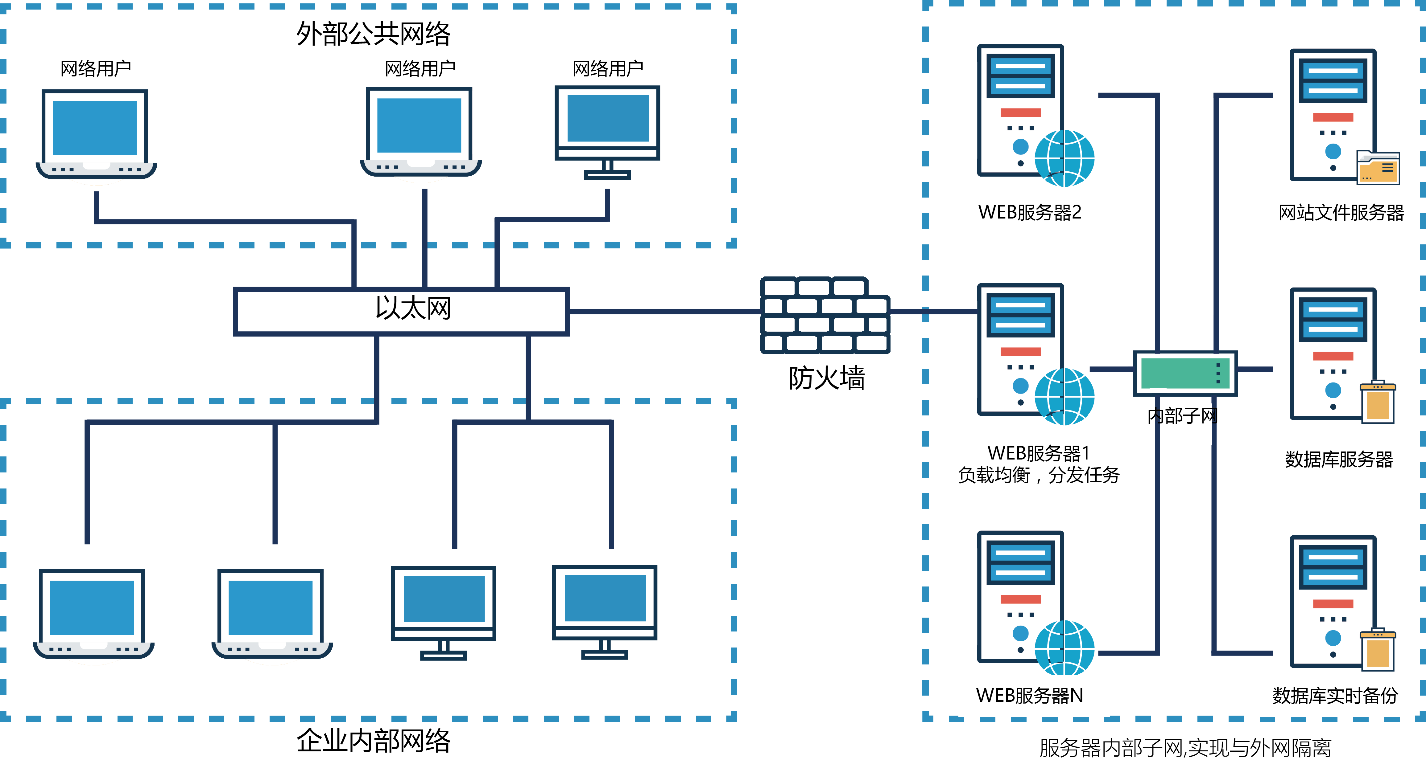 外部公共网络
网络用户
网络用户
网络用户
以太网
企业内部网络
防火墙
WEB服务器2
网站文件服务器
WEB服务器1
负载均衡，分发任务
内部子网
数据库服务器
WEB服务器N
数据库实时备份
服务器内部子网,实现与外网隔离